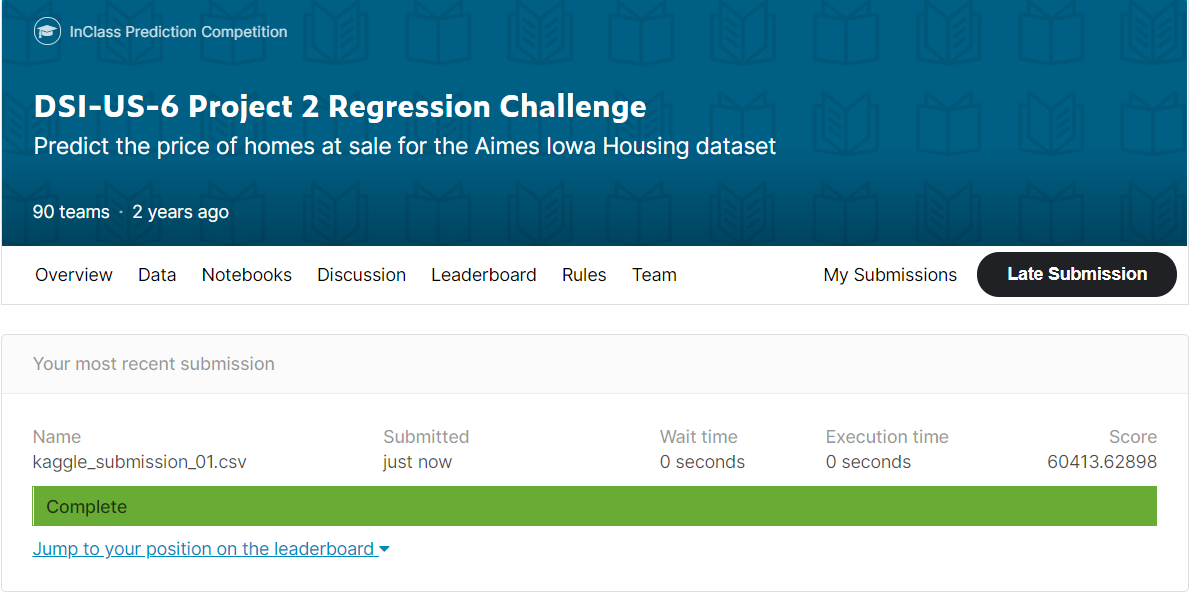 InClass Prediction Competition
DSI-US-6 Project 2 Regression Challenge
Predict the price of homes at sale for the Aimes Iowa Housing dataset
90 teams · 2 years ago
Overview Data Notebooks Discussion Leaderboard Rules Team My Submissions Late Submission
Your most recent submission
Name Submitted Wait time Execution time Score
kaggle_submission_01.csv just now 0 seconds 0 seconds 60413.62898
Complete
Jump to your position on the leaderboard